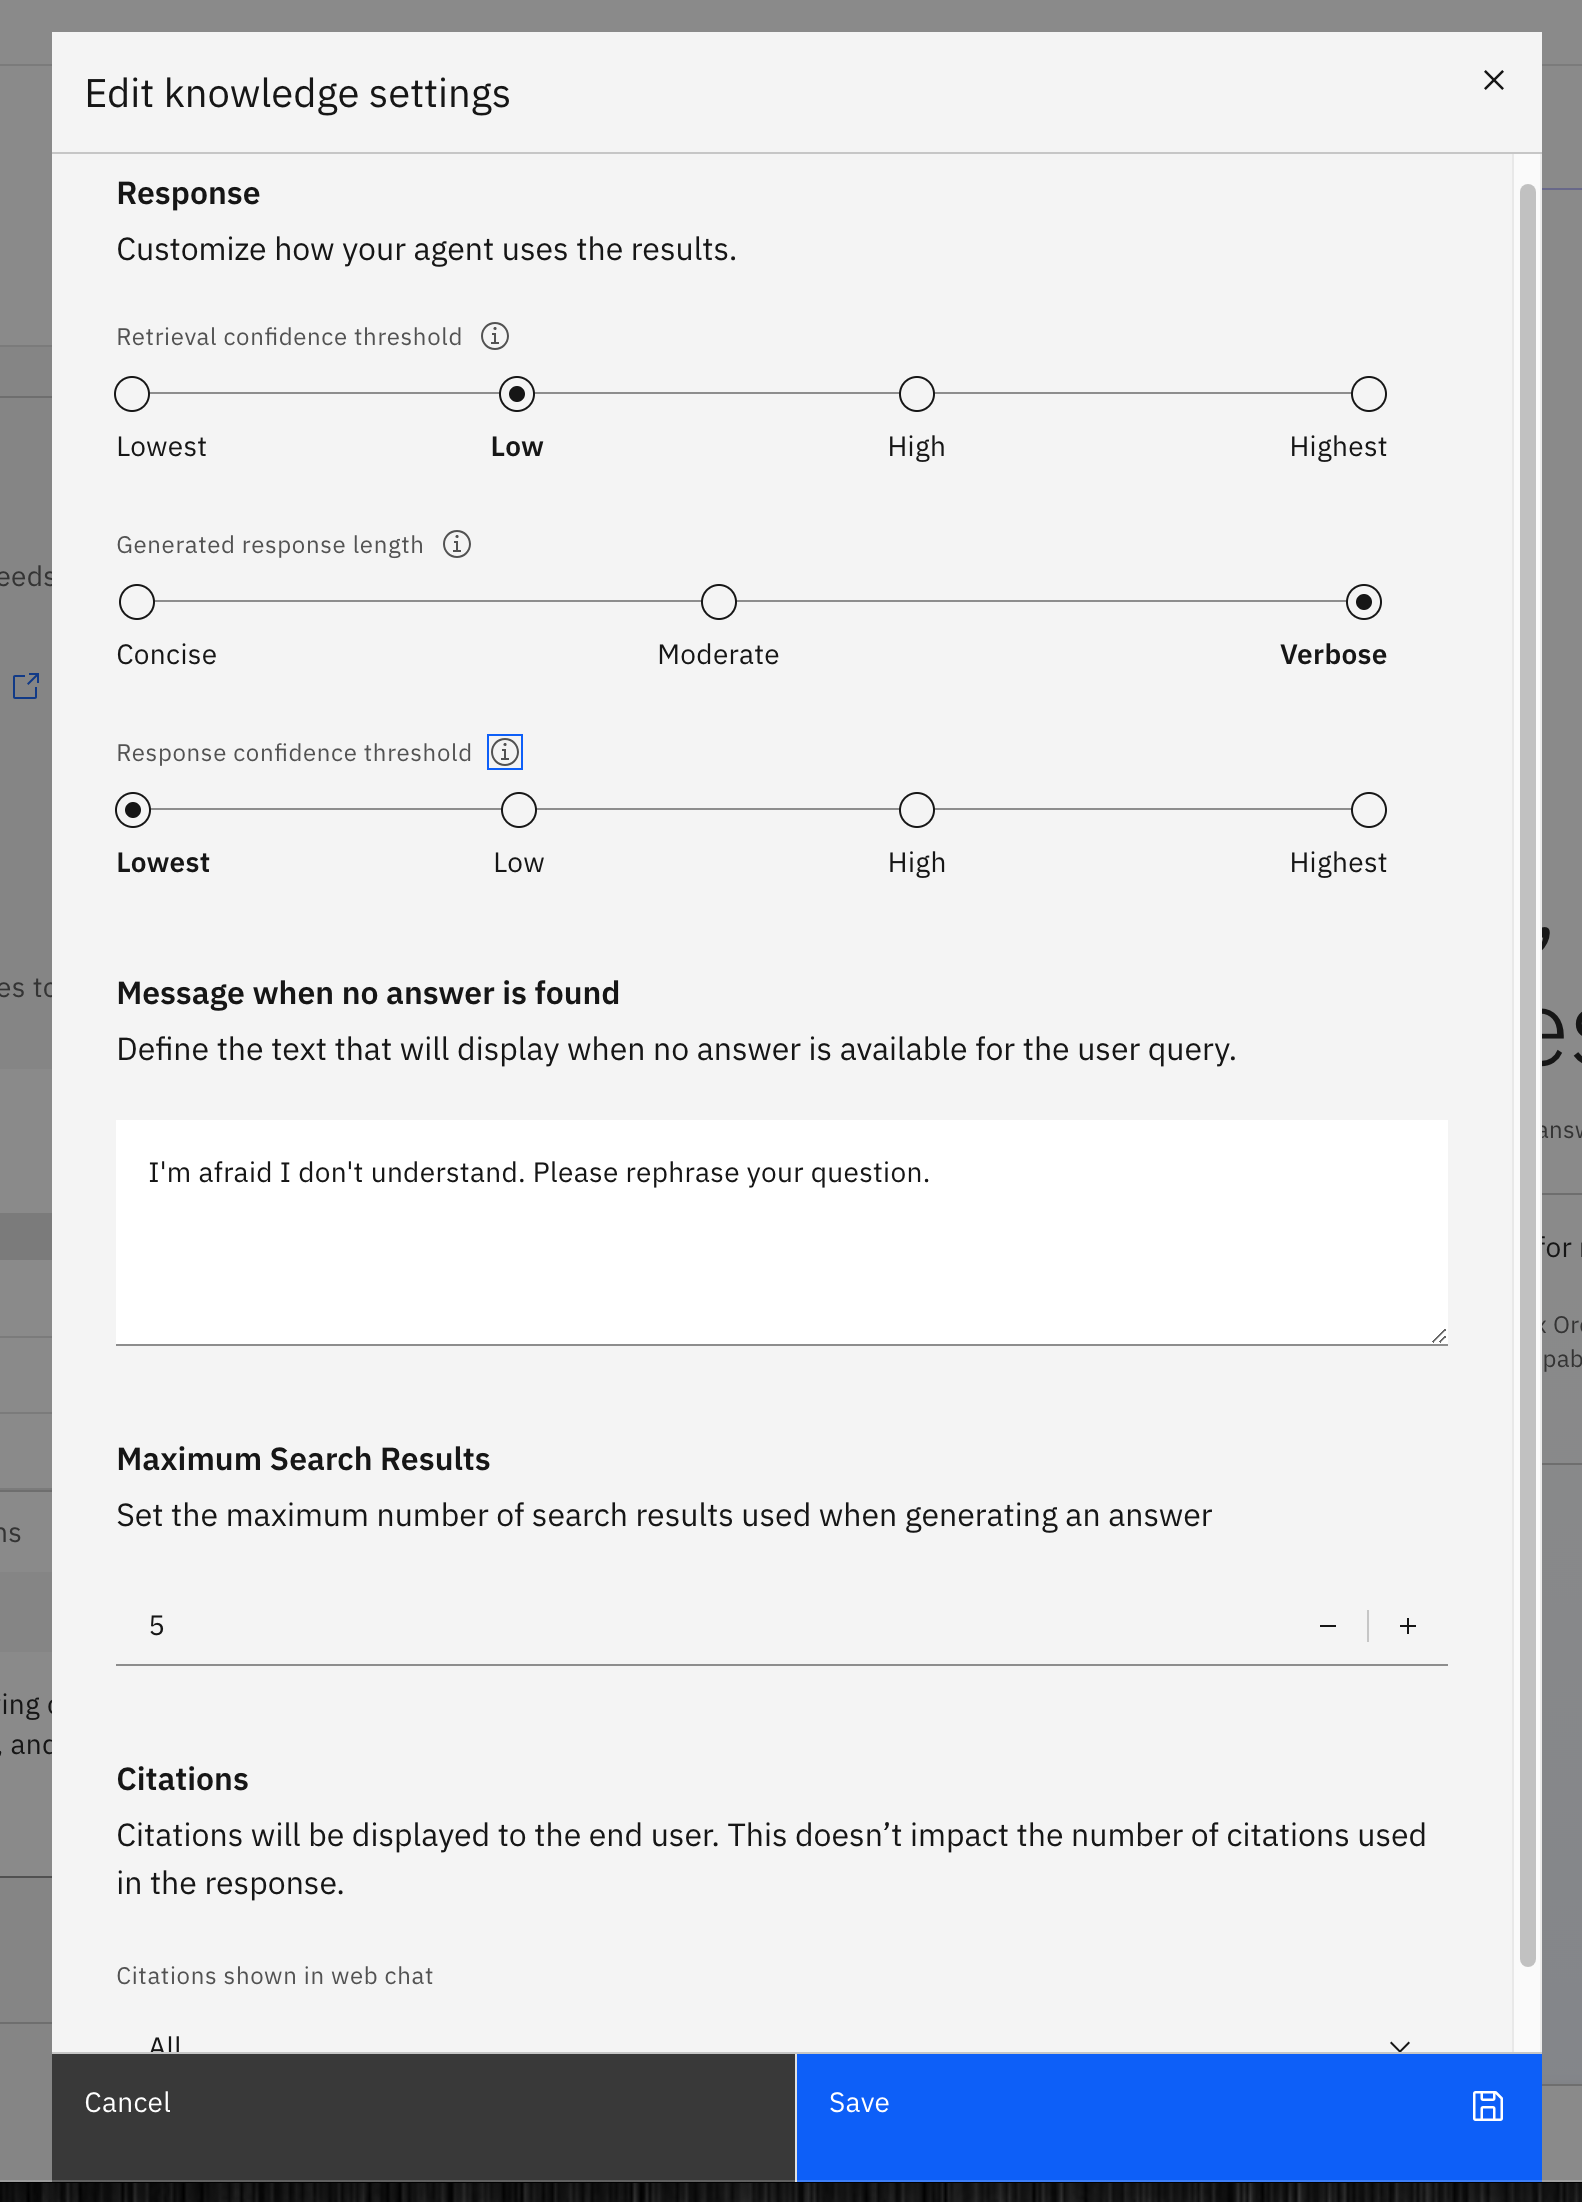 Edit knowledge settings
Response
Customize how your agent uses the results.
Retrieval confidence threshold
Lowest Low High Highest
Generated response length
Concise Moderate Verbose
Response confidence threshold
Lowest Low High Highest
Message when no answer is found
Define the text that will display when no answer is available for the user query.
I'm afraid I don't understand. Please rephrase your question.
Maximum Search Results
Set the maximum number of search results used when generating an answer
5
Citations
Citations will be displayed to the end user. This doesn’t impact the number of citations used
in the response.
Citations shown in web chat
All
Cancel Save